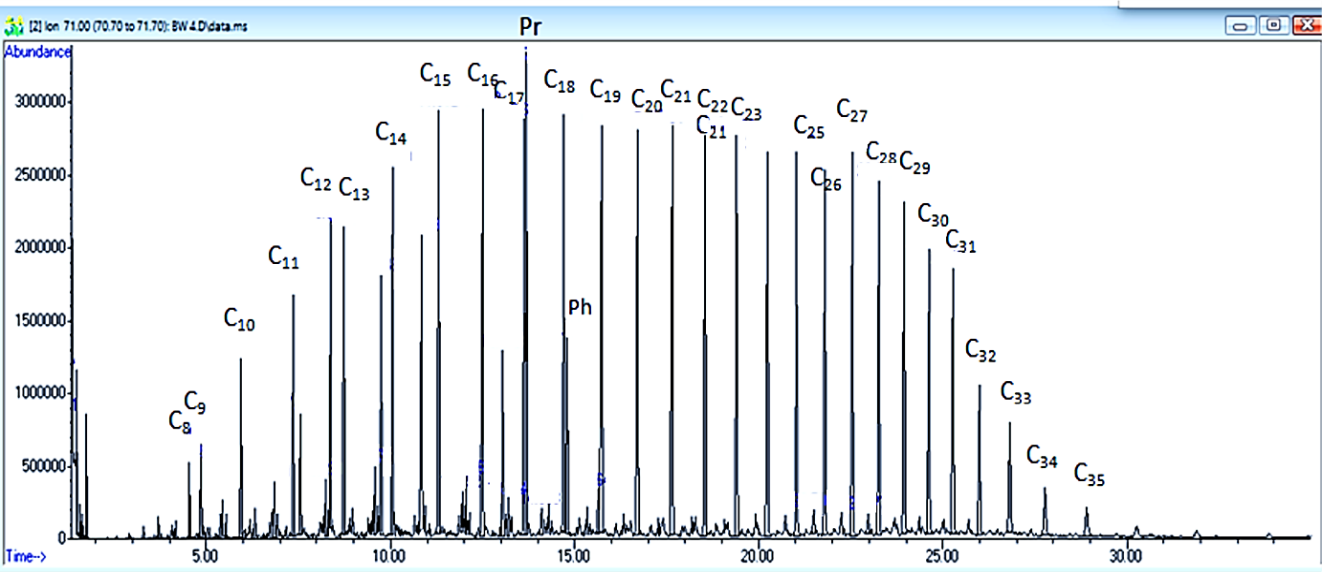 [2] Ion 71.00 (70.70 to 71.70): BW 4.D\data.ms
Abundance
Pr
C15
C16
C17
C18
C19
C20
C21
C22
C21
C23
C25
C27
C26
C28
C29
C14
C12
C13
C11
C10
C9
C8
Ph
C30
C31
C32
C33
C34
C35
3000000
2500000
2000000
1500000
1000000
500000
0
5.00 10.00 15.00 20.00 25.00 30.00
Time-->